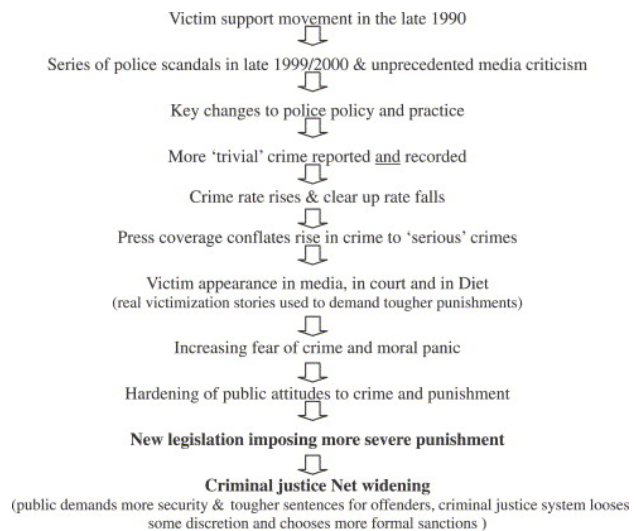 Victim support movement in the late 1990
Series of police scandals in late 1999/2000 & unprecedented media criticism
Key changes to police policy and practice
More ‘trivial’ crime reported and recorded
Crime rate rises & clear up rate falls
Press coverage conflates rise in crime to ‘serious’ crimes
Victim appearance in media, in court and in Diet
(real victimization stories used to demand tougher punishments)
Increasing fear of crime and moral panic
Hardening of public attitudes to crime and punishment
New legislation imposing more severe punishment
Criminal justice Net widening
(public demands more security & tougher sentences for offenders, criminal justice system looses
some discretion and chooses more formal sanctions )